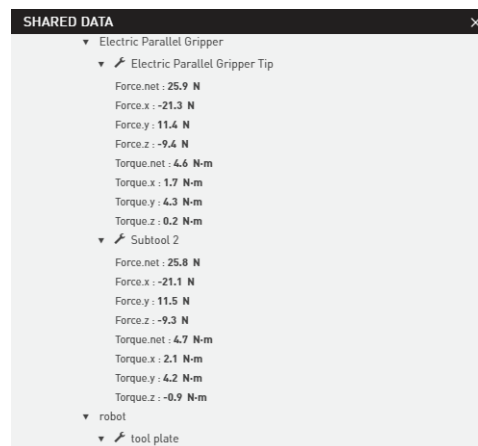 SHARED DATA
Electric Parallel Gripper
Electric Parallel Gripper Tip
Force.net : 25.9 N
Force.x : -21.3 N
Force.y : 11.4 N
Force.z : -9.4 N
Torque.net : 4.6 N·m
Torque.x : 1.7 N·m
Torque.y : 4.3 N·m
Torque.z : 0.2 N·m
Subtool 2
Force.net : 25.8 N
Force.x : -21.1 N
Force.y : 11.5 N
Force.z : -9.3 N
Torque.net : 4.7 N·m
Torque.x : 2.1 N·m
Torque.y : 4.2 N·m
Torque.z : -0.9 N·m
robot
tool plate